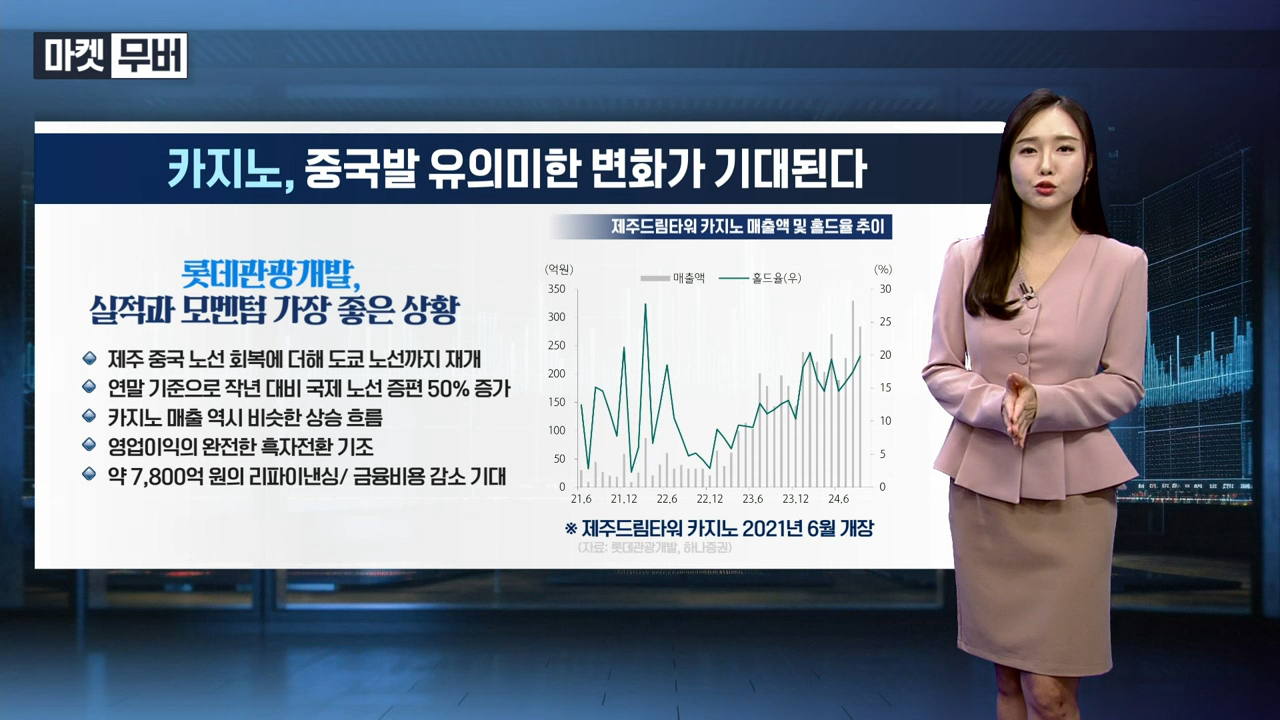 마켓 무버
카지노, 중국발 유의미한 변화가 기대된다
롯데관광개발,
실적과 모멘텀 가장 좋은 상황
제주 중국 노선 회복에 더해 도쿄 노선까지 재개
연말 기준으로 작년 대비 국제 노선 증편 50% 증가
카지노 매출 역시 비슷한 상승 흐름
영업이익의 완전한 흑자전환 기조
약 7,800억 원의 리파이낸싱/ 금융비용 감소 기대
제주드림타워 카지노 매출액 및 홀드율 추이
(억원) (%)
매출액 홀드율(우)
350 30
300 25
250 20
200 15
150 10
100 5
50 0
0
21.6 21.12 22.6 22.12 23.6 23.12 24.6
※ 제주드림타워 카지노 2021년 6월 개장
(자료: 롯데관광개발, 하나증권)